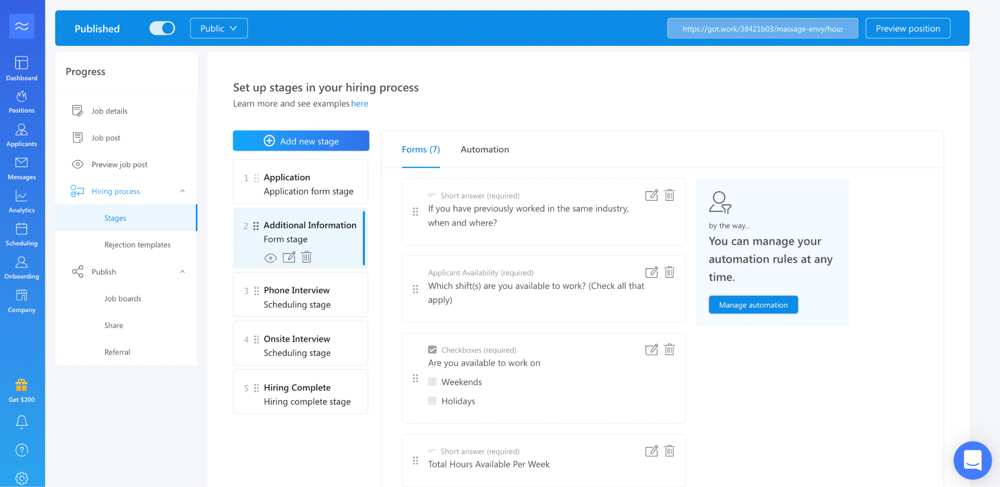 Published
Public
https://got.work/38421b03/massage-envy/hous
Preview position
Dashboard
Positions
Applicants
Messages
Analytics
Scheduling
Onboarding
Company
Get $200
Progress
Job details
Job post
Preview job post
Hiring process
Stages
Rejection templates
Publish
Job boards
Share
Referral
Set up stages in your hiring process
Learn more and see examples here
Add new stage
1 Application
Application form stage
2 Additional Information
Form stage
3 Phone Interview
Scheduling stage
4 Onsite Interview
Scheduling stage
5 Hiring Complete
Hiring complete stage
Forms (7)
Automation
Short answer (required)
If you have previously worked in the same industry,
when and where?
Applicant Availability (required)
Which shift(s) are you available to work? (Check all that
apply)
Checkboxes (required)
Are you available to work on
Weekends
Holidays
Short answer (required)
Total Hours Available Per Week
by the way...
You can manage your
automation rules at any
time.
Manage automation